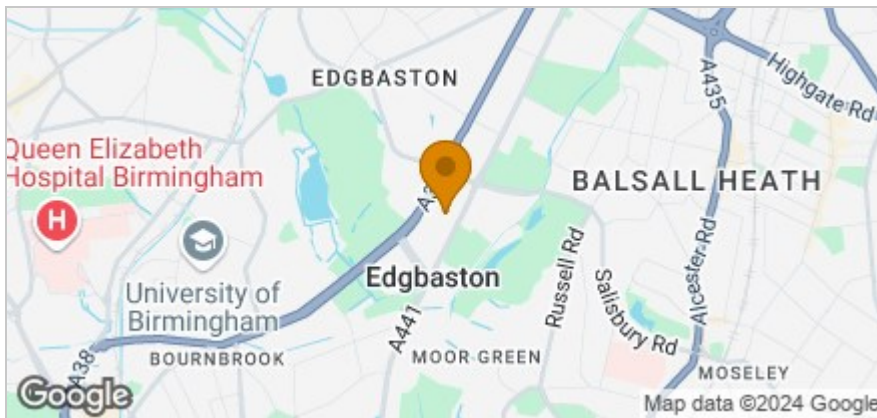 EDGBASTON
A435
Highgate Rd
Queen Elizabeth
Hospital Birmingham
H
BALSALL HEATH
University of
Birmingham
Edgbaston
Russell Rd
Salisbury Rd
Alcester Rd
A441
A38
BOURNBROOK
MOOR GREEN
MOSELEY
Google
Map data ©2024 Google